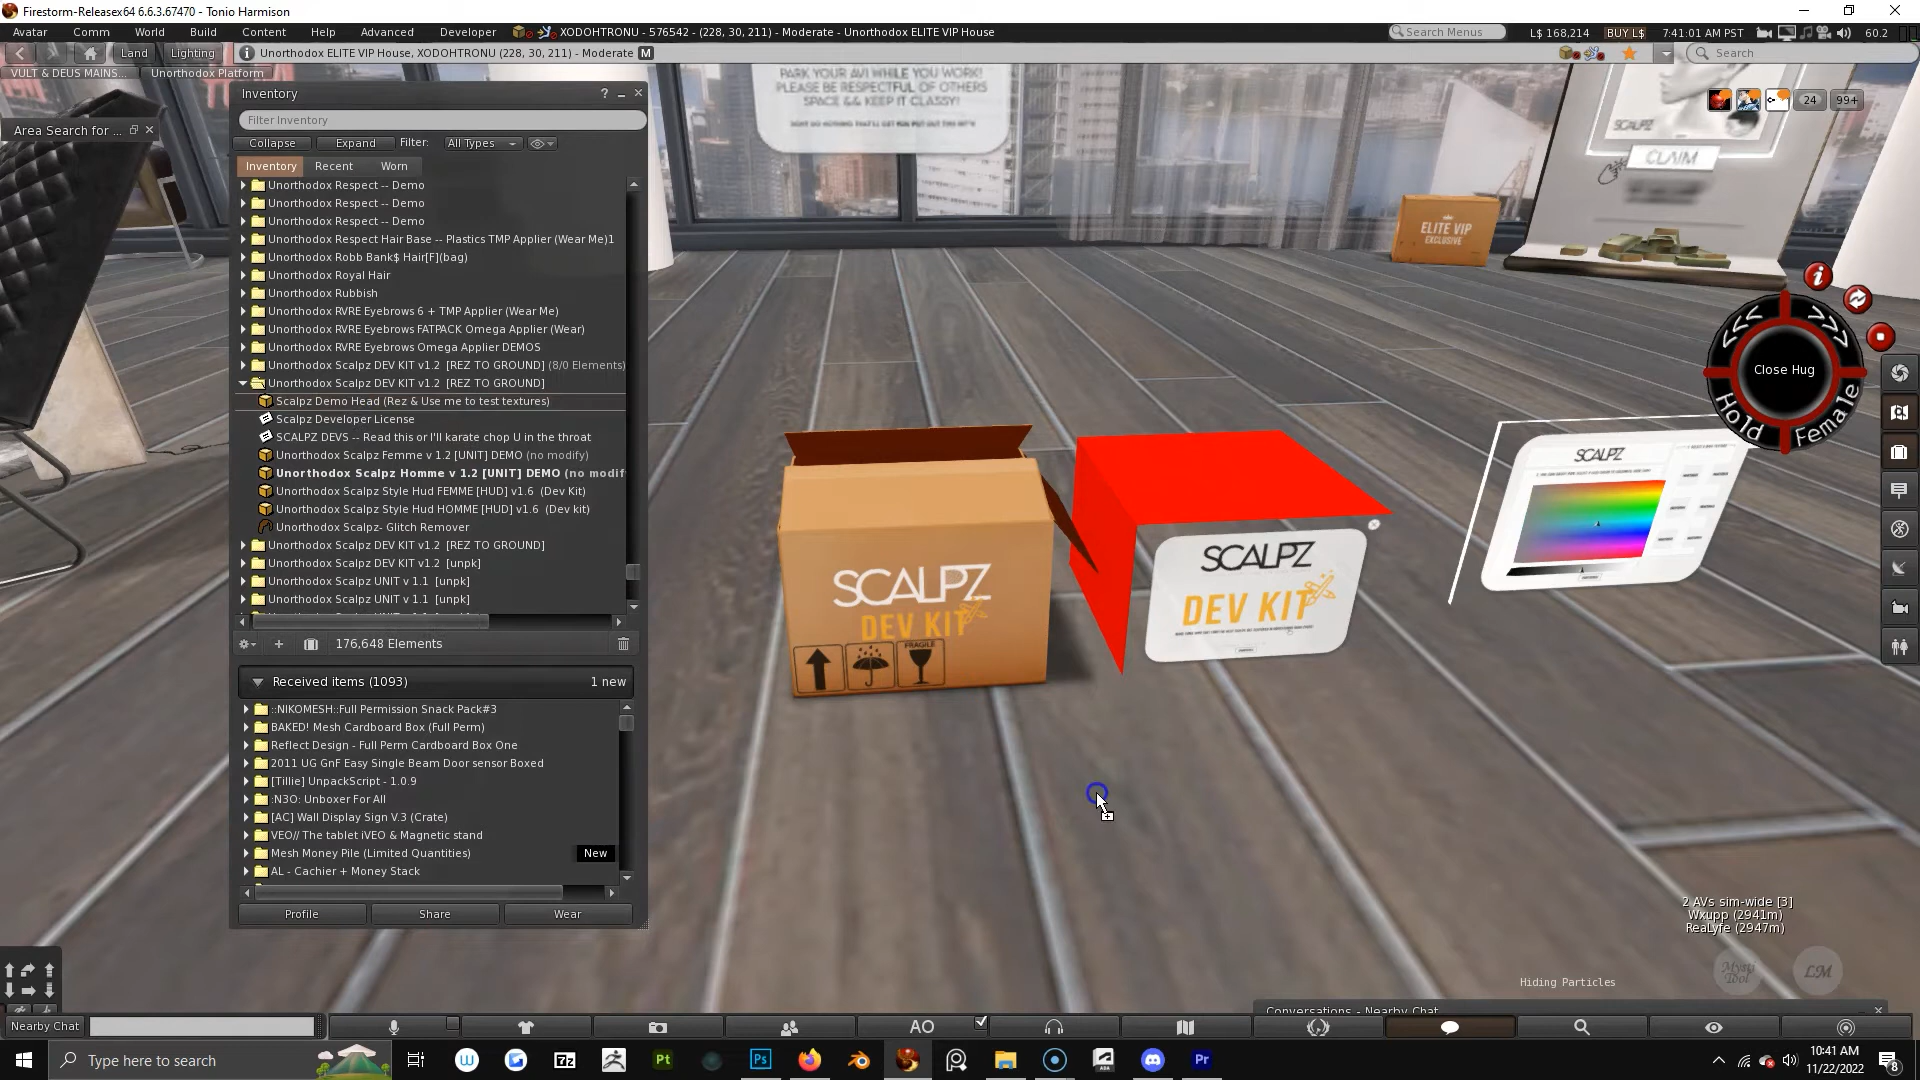 Firestorm-Releasex64 6.6.3.67470 - Tonio Harmison
Avatar Comm World Build Content Help Advanced Developer XODOHTRONU - 576542 - (228, 30, 211) - Moderate - Unorthodox ELITE VIP House Search Menus L$ 168,214 BUY L$ 7:41:01 AM PST 60.2
Land Lighting Unorthodox ELITE VIP House, XODOHTRONU (228, 30, 211) - Moderate M Search
VULT & DEUS MAINS... Unorthodox Platform
PARK YOUR AVI WHILE YOU WORK!
PLEASE BE RESPECTFUL OF OTHERS
SPACE && KEEP IT CLASSY!
Inventory ? 24 99+
Filter Inventory
Area Search for ...
Collapse Expand Filter: All Types
Inventory Recent Worn
SCALPZ
CLAIM
Unorthodox Respect -- Demo
Unorthodox Respect -- Demo
Unorthodox Respect -- Demo
Unorthodox Respect Hair Base -- Plastics TMP Applier (Wear Me)1
Unorthodox Robb Bank$ Hair[F](bag)
Unorthodox Royal Hair
Unorthodox Rubbish
Unorthodox RVRE Eyebrows 6 + TMP Applier (Wear Me)
Unorthodox RVRE Eyebrows FATPACK Omega Applier (Wear)
Unorthodox RVRE Eyebrows Omega Applier DEMOS
Unorthodox Scalpz DEV KIT v1.2 [REZ TO GROUND] (8/0 Elements)
Unorthodox Scalpz DEV KIT v1.2 [REZ TO GROUND]
Scalpz Demo Head (Rez & Use me to test textures)
Scalpz Developer License
SCALPZ DEVS -- Read this or I'll karate chop U in the throat
Unorthodox Scalpz Femme v 1.2 [UNIT] DEMO (no modify)
Unorthodox Scalpz Homme v 1.2 [UNIT] DEMO (no modif
Unorthodox Scalpz Style Hud FEMME [HUD] v1.6 (Dev Kit)
Unorthodox Scalpz Style Hud HOMME [HUD] v1.6 (Dev kit)
Unorthodox Scalpz- Glitch Remover
Unorthodox Scalpz DEV KIT v1.2 [REZ TO GROUND]
Unorthodox Scalpz DEV KIT v1.2 [unpk]
Unorthodox Scalpz UNIT v 1.1 [unpk]
Unorthodox Scalpz UNIT v 1.1 [unpk]
176,648 Elements
ELITE VIP
EXCLUSIVE
Close Hug
Hold
Female
SCALPZ
DEV KIT
FRAGILE
SCALPZ
DEV KIT
SCALPZ
Received items (1093) 1 new
::NIKOMESH::Full Permission Snack Pack#3
BAKED! Mesh Cardboard Box (Full Perm)
Reflect Design - Full Perm Cardboard Box One
2011 UG GnF Easy Single Beam Door sensor Boxed
[Tillie] UnpackScript - 1.0.9
:N3O: Unboxer For All
[AC] Wall Display Sign V.3 (Crate)
VEO// The tablet iVEO & Magnetic stand
Mesh Money Pile (Limited Quantities) New
AL - Cachier + Money Stack
Profile Share Wear
2 AVs sim-wide [3]
Wxupp (2941m)
ReaLyfe (2947m)
Mysti
Tool
LM
Hiding Particles
Conversations - Nearby Chat
Nearby Chat AO
Type here to search W 7z Pt Ps Pr 10:41 AM
11/22/2022 8